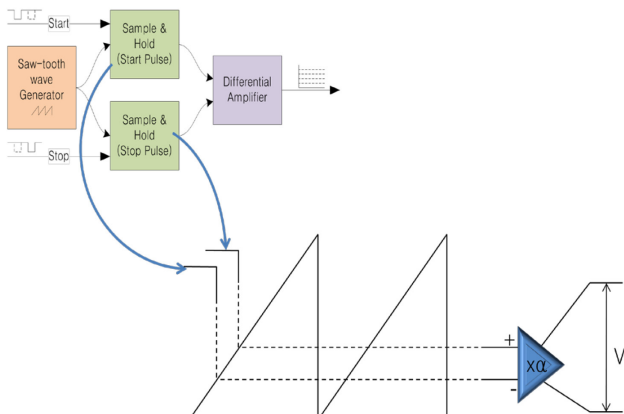 Start
Sample &
Hold
(Start Pulse)
Saw-tooth
wave
Generator
Differential
Amplifier
Sample &
Hold
(Stop Pulse)
Stop
+
xα
-
V